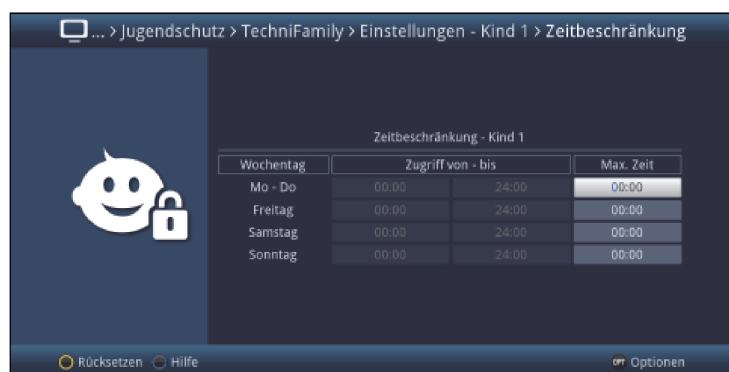 ... > Jugendschutz > TechniFamily > Einstellungen - Kind 1 > Zeitbeschränkung
Zeitbeschränkung - Kind 1
Wochentag Zugriff von - bis Max. Zeit
Mo - Do 00:00 24:00 00:00
Freitag 00:00 24:00 00:00
Samstag 00:00 24:00 00:00
Sonntag 00:00 24:00 00:00
Rücksetzen Hilfe OPT Optionen